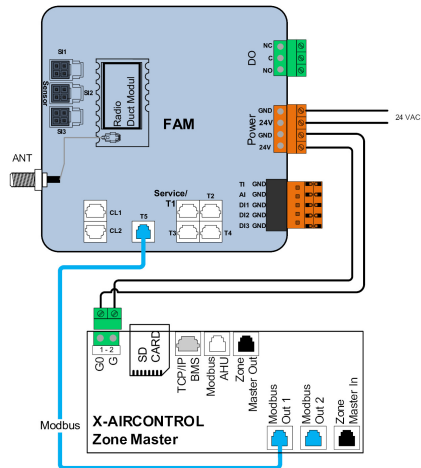 SI1
SI2
SI3
Sensor
Radio
Duct Modul
FAM
DO
NC
C
NO
Power
GND
24V
GND
24V
24 VAC
ANT
CL1
CL2
T5
Service/
T1
T2
T3
T4
TI GND
AI GND
DI1 GND
DI2 GND
DI3 GND
1 - 2
G0
G
SD
CARD
TCP/IP
BMS
Modbus
AHU
Zone
Master Out
Modbus
X-AIRCONTROL
Zone Master
Modbus
Out 1
Modbus
Out 2
Zone
Master In